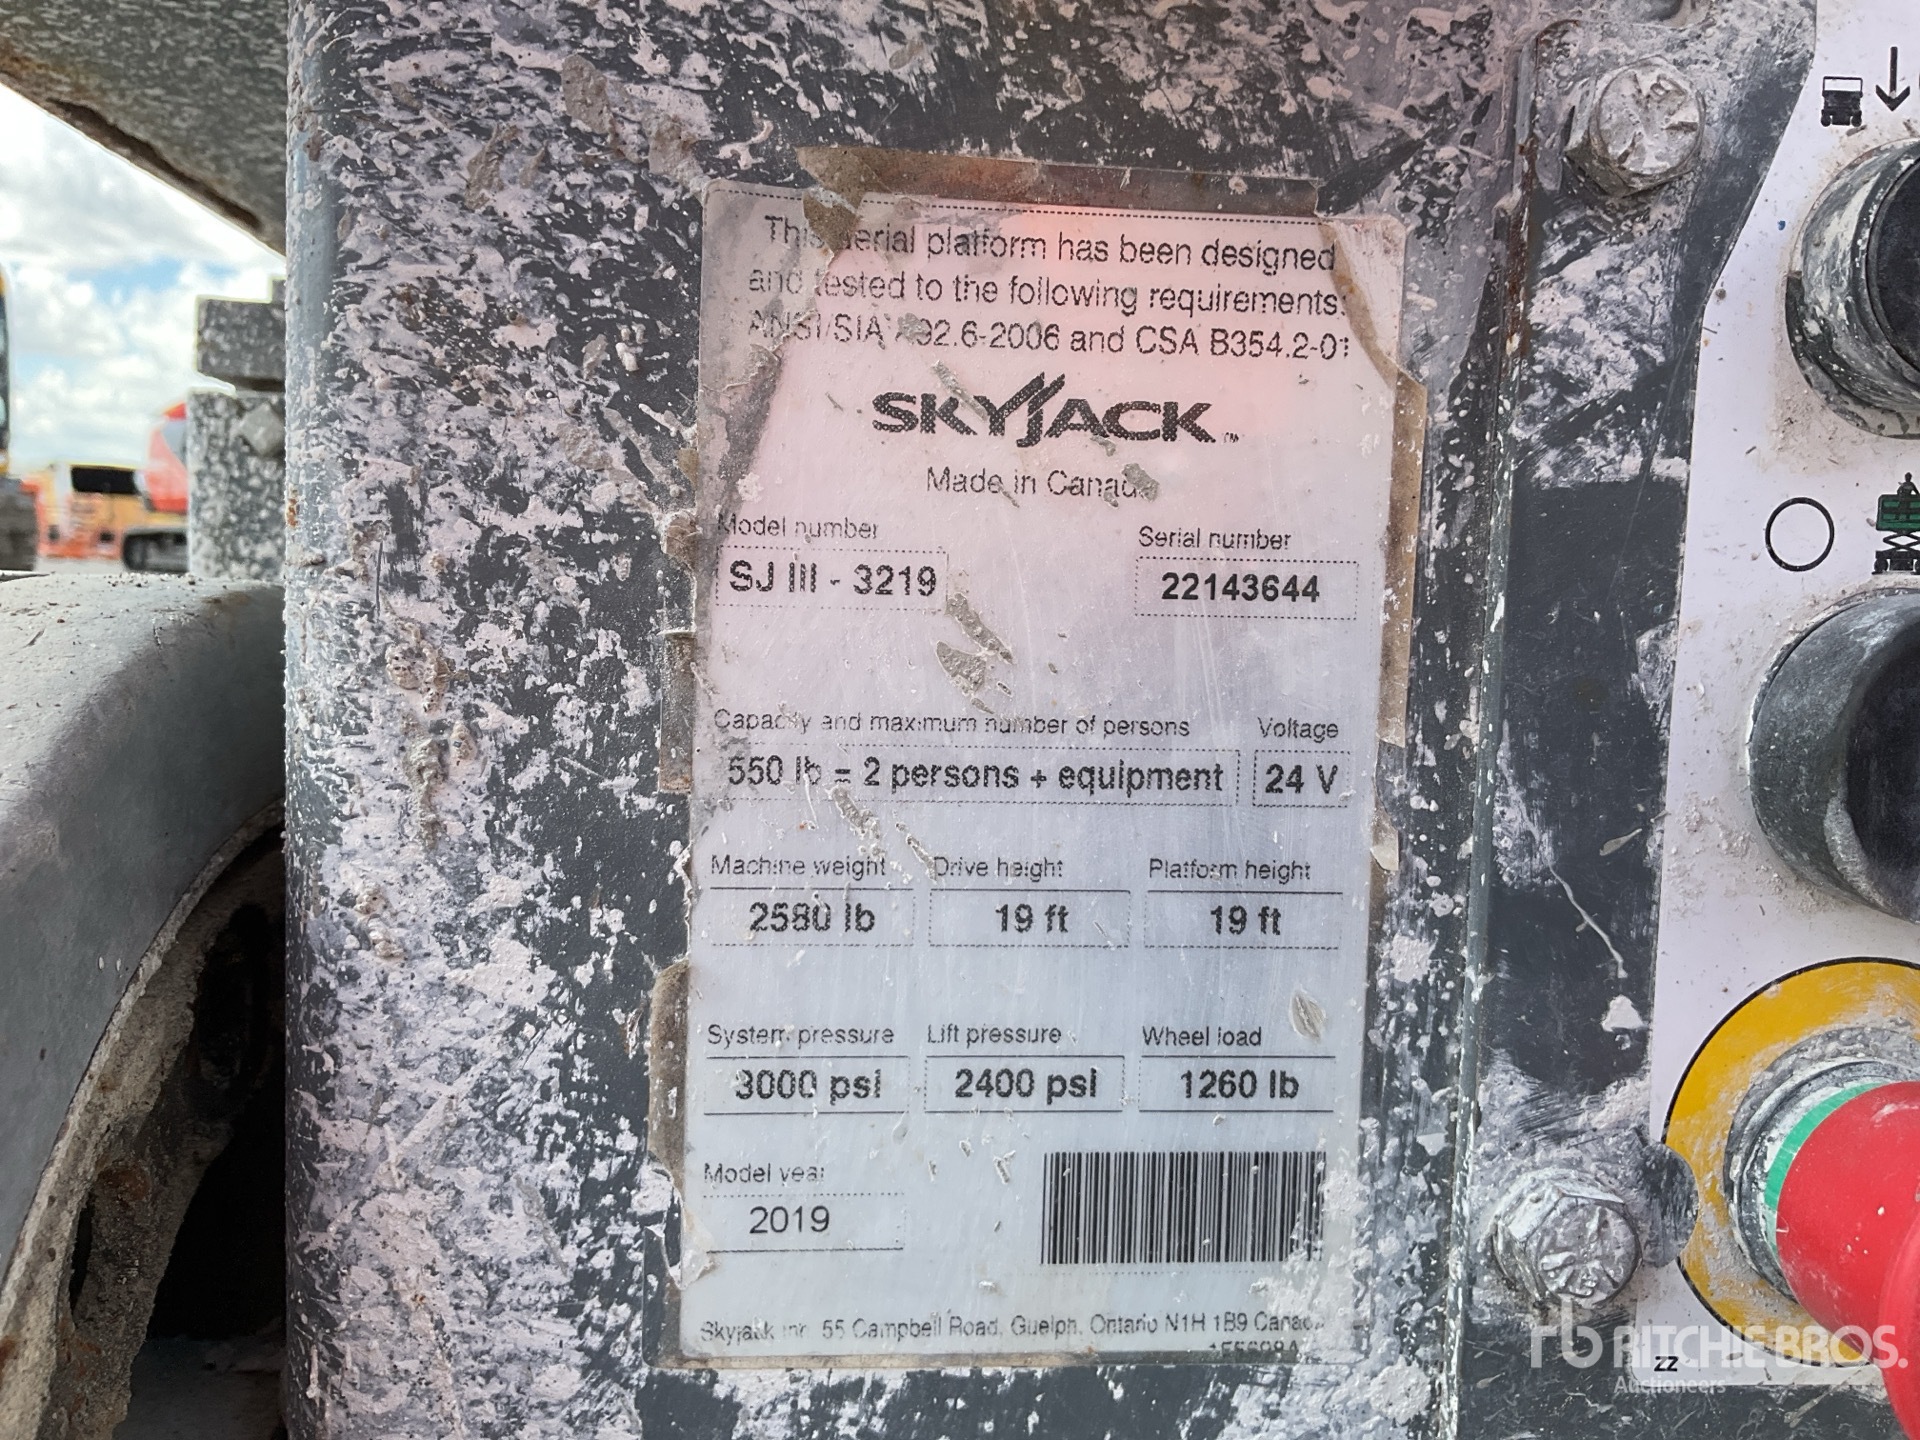 This aerial platform has been designed
and tested to the following requirements:
ANSI/SIA A92.6-2006 and CSA B354.2-01
SKYJACK™
Made in Canada
Model number Serial number
SJ III - 3219 22143644
Capacity and maximum number of persons Voltage
550 lb = 2 persons + equipment 24 V
Machine weight Drive height Platform height
2580 lb 19 ft 19 ft
System pressure Lift pressure Wheel load
3000 psi 2400 psi 1260 lb
Model year
2019
Skyjack Inc. 55 Campbell Road, Guelph, Ontario N1H 1B9 Canada
ZZ
rb RITCHIE BROS.
Auctioneers